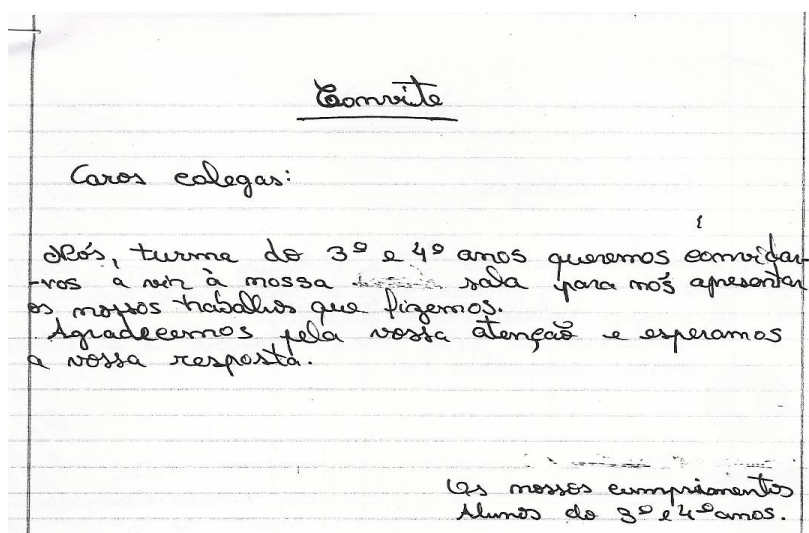 Convite
Caros colegas:
Nós, turma do 3º e 4º anos queremos convidar-
-vos a vir à nossa sala para nós apresentar
os nossos trabalhos que fizemos.
Agradecemos pela vossa atenção e esperamos
a vossa resposta.
Os nossos cumprimentos
Alunos do 3º e 4º anos.